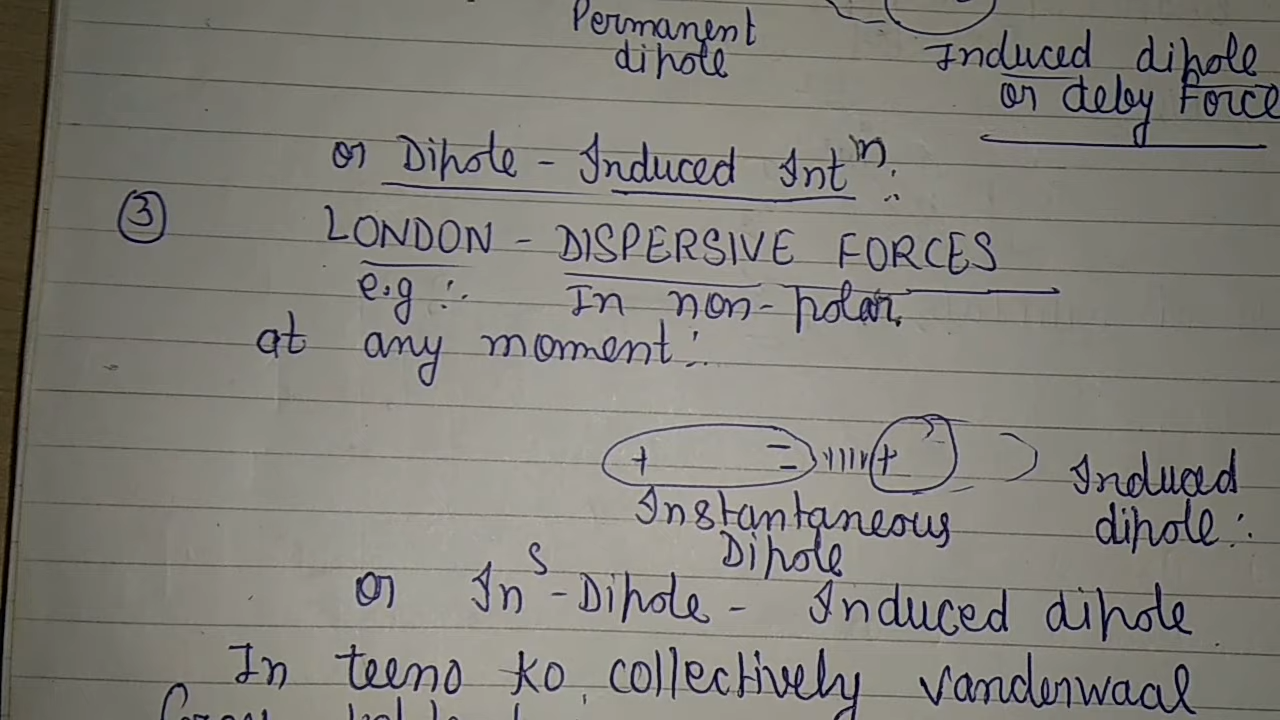 Permanent
dipole
Induced dipole
or deby Force
or Dipole - Induced Intⁿ :
③ LONDON - DISPERSIVE FORCES
e.g :. In non-polar.
at any moment :.
+ = + Induced
Instantaneous dipole :.
Dipole
or Inˢ - Dipole - Induced dipole
In teeno ko collectively vanderwaal